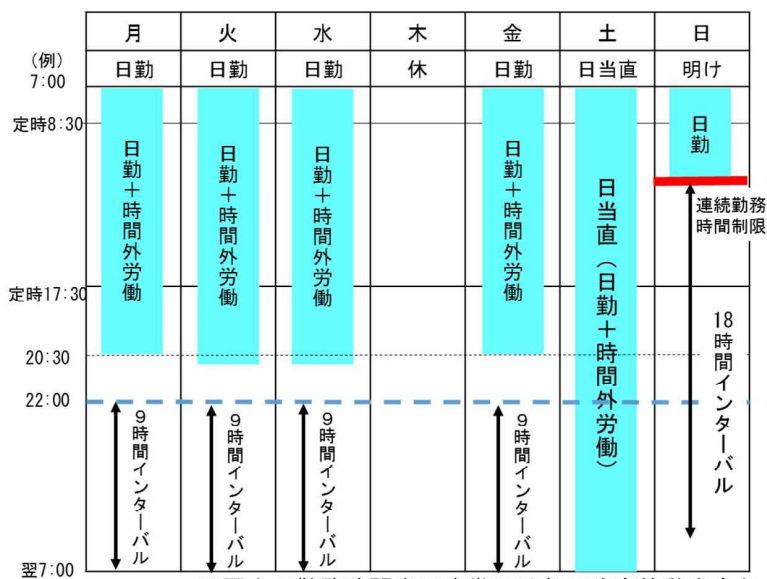 月 火 水 木 金 土 日
(例)
7:00
日勤 日勤 日勤 休 日勤 日当直 明け
定時8:30
日勤+時間外労働
日勤+時間外労働
日勤+時間外労働
日勤+時間外労働
日当直(日勤+時間外労働)
日勤
連続勤務
時間制限
定時17:30
18時間インターバル
20:30
22:00
9時間インターバル
9時間インターバル
9時間インターバル
9時間インターバル
翌7:00